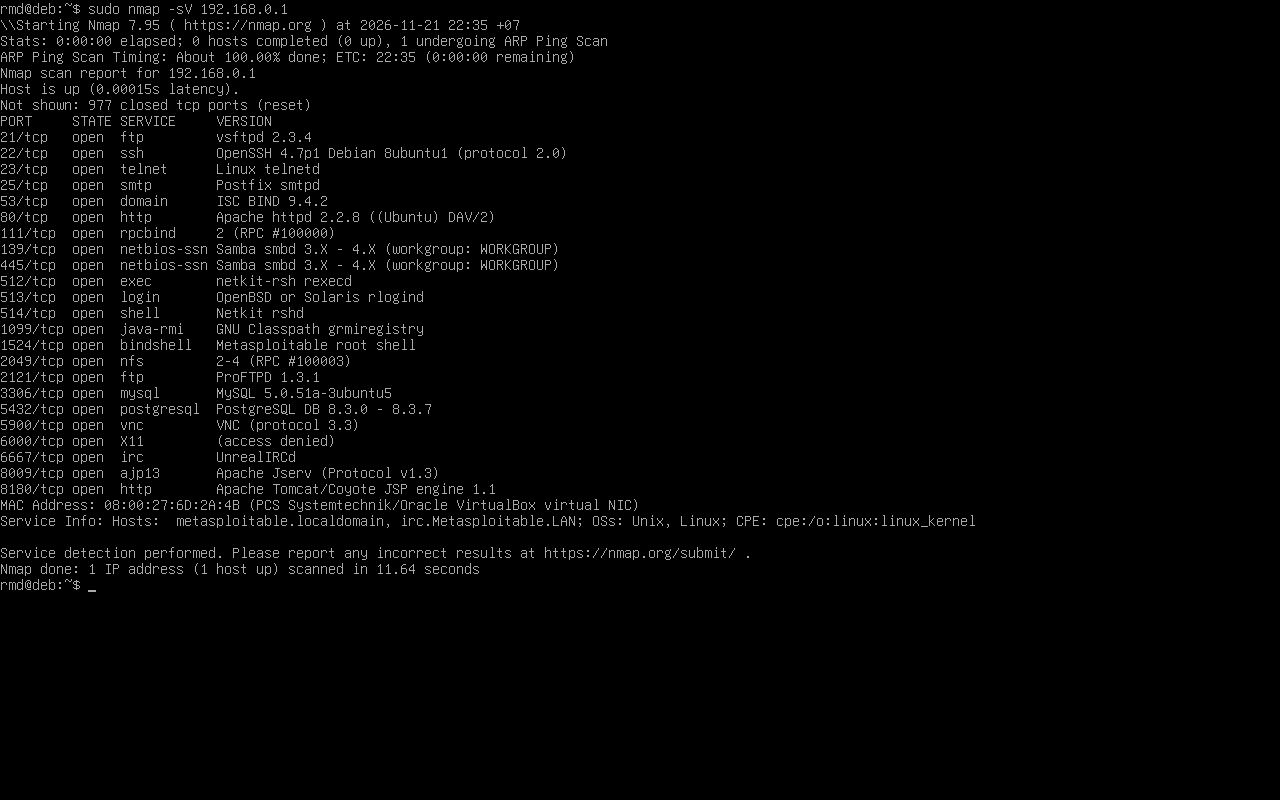 rmd@deb:~$ sudo nmap -sV 192.168.0.1
\\Starting Nmap 7.95 ( https://nmap.org ) at 2026-11-21 22:35 +07
Stats: 0:00:00 elapsed; 0 hosts completed (0 up), 1 undergoing ARP Ping Scan
ARP Ping Scan Timing: About 100.00% done; ETC: 22:35 (0:00:00 remaining)
Nmap scan report for 192.168.0.1
Host is up (0.00015s latency).
Not shown: 977 closed tcp ports (reset)
PORT     STATE SERVICE     VERSION
21/tcp   open  ftp         vsftpd 2.3.4
22/tcp   open  ssh         OpenSSH 4.7p1 Debian 8ubuntu1 (protocol 2.0)
23/tcp   open  telnet      Linux telnetd
25/tcp   open  smtp        Postfix smtpd
53/tcp   open  domain      ISC BIND 9.4.2
80/tcp   open  http        Apache httpd 2.2.8 ((Ubuntu) DAV/2)
111/tcp  open  rpcbind     2 (RPC #100000)
139/tcp  open  netbios-ssn Samba smbd 3.X - 4.X (workgroup: WORKGROUP)
445/tcp  open  netbios-ssn Samba smbd 3.X - 4.X (workgroup: WORKGROUP)
512/tcp  open  exec        netkit-rsh rexecd
513/tcp  open  login       OpenBSD or Solaris rlogind
514/tcp  open  shell       Netkit rshd
1099/tcp open  java-rmi    GNU Classpath grmiregistry
1524/tcp open  bindshell   Metasploitable root shell
2049/tcp open  nfs         2-4 (RPC #100003)
2121/tcp open  ftp         ProFTPD 1.3.1
3306/tcp open  mysql       MySQL 5.0.51a-3ubuntu5
5432/tcp open  postgresql  PostgreSQL DB 8.3.0 - 8.3.7
5900/tcp open  vnc         VNC (protocol 3.3)
6000/tcp open  X11         (access denied)
6667/tcp open  irc         UnrealIRCd
8009/tcp open  ajp13       Apache Jserv (Protocol v1.3)
8180/tcp open  http        Apache Tomcat/Coyote JSP engine 1.1
MAC Address: 08:00:27:6D:2A:4B (PCS Systemtechnik/Oracle VirtualBox virtual NIC)
Service Info: Hosts:  metasploitable.localdomain, irc.Metasploitable.LAN; OSs: Unix, Linux; CPE: cpe:/o:linux:linux_kernel

Service detection performed. Please report any incorrect results at https://nmap.org/submit/ .
Nmap done: 1 IP address (1 host up) scanned in 11.64 seconds
rmd@deb:~$ _